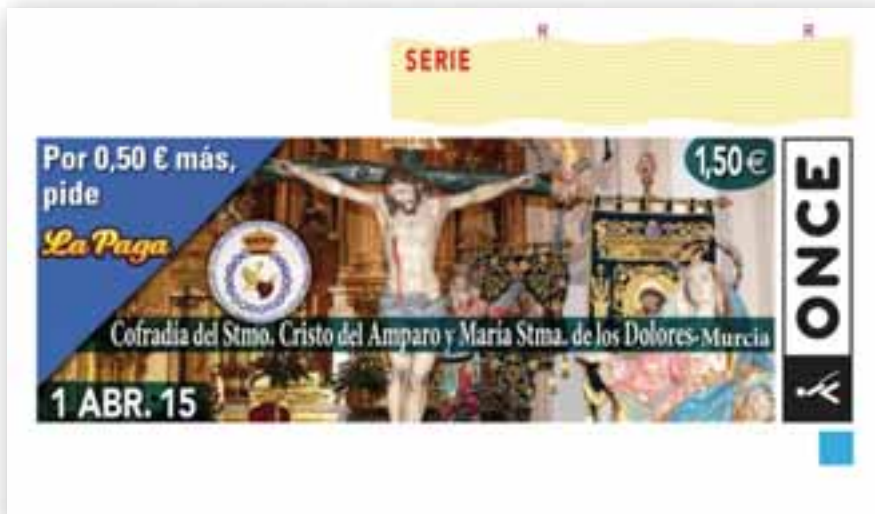 SERIE
Por 0,50 € más,
pide
La Paga
1,50 €
Cofradía del Stmo. Cristo del Amparo y María Stma. de los Dolores-Murcia
1 ABR. 15
ONCE